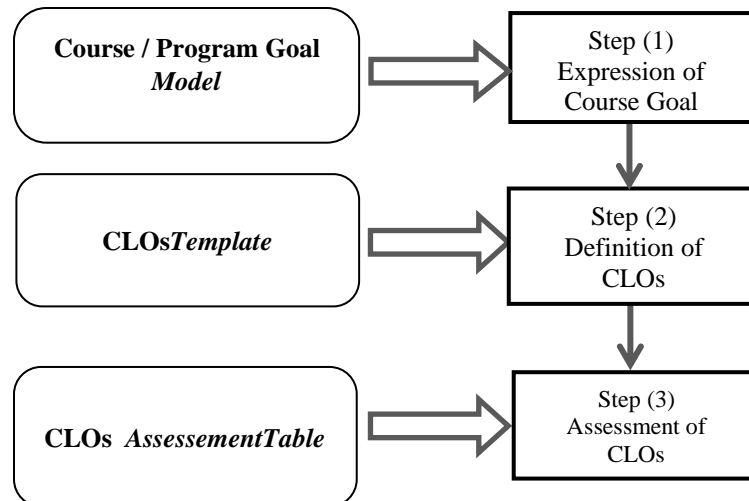 Course / Program Goal
Model
Step (1)
Expression of
Course Goal
CLOsTemplate
Step (2)
Definition of
CLOs
CLOs AssessementTable
Step (3)
Assessment of
CLOs